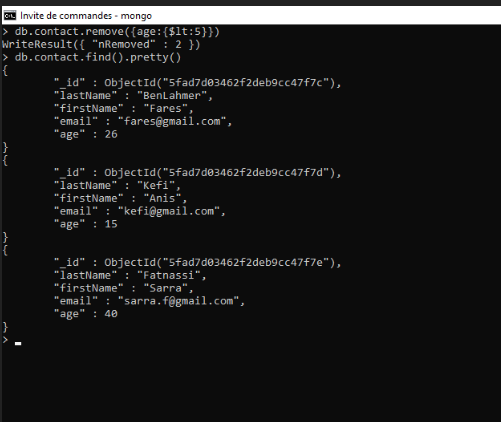 Invite de commandes - mongo
> db.contact.remove({age:{$lt:5}})
WriteResult({ "nRemoved" : 2 })
> db.contact.find().pretty()
{
        "_id" : ObjectId("5fad7d03462f2deb9cc47f7c"),
        "lastName" : "BenLahmer",
        "firstName" : "Fares",
        "email" : "fares@gmail.com",
        "age" : 26
}
{
        "_id" : ObjectId("5fad7d03462f2deb9cc47f7d"),
        "lastName" : "Kefi",
        "firstName" : "Anis",
        "email" : "kefi@gmail.com",
        "age" : 15
}
{
        "_id" : ObjectId("5fad7d03462f2deb9cc47f7e"),
        "lastName" : "Fatnassi",
        "firstName" : "Sarra",
        "email" : "sarra.f@gmail.com",
        "age" : 40
}
>